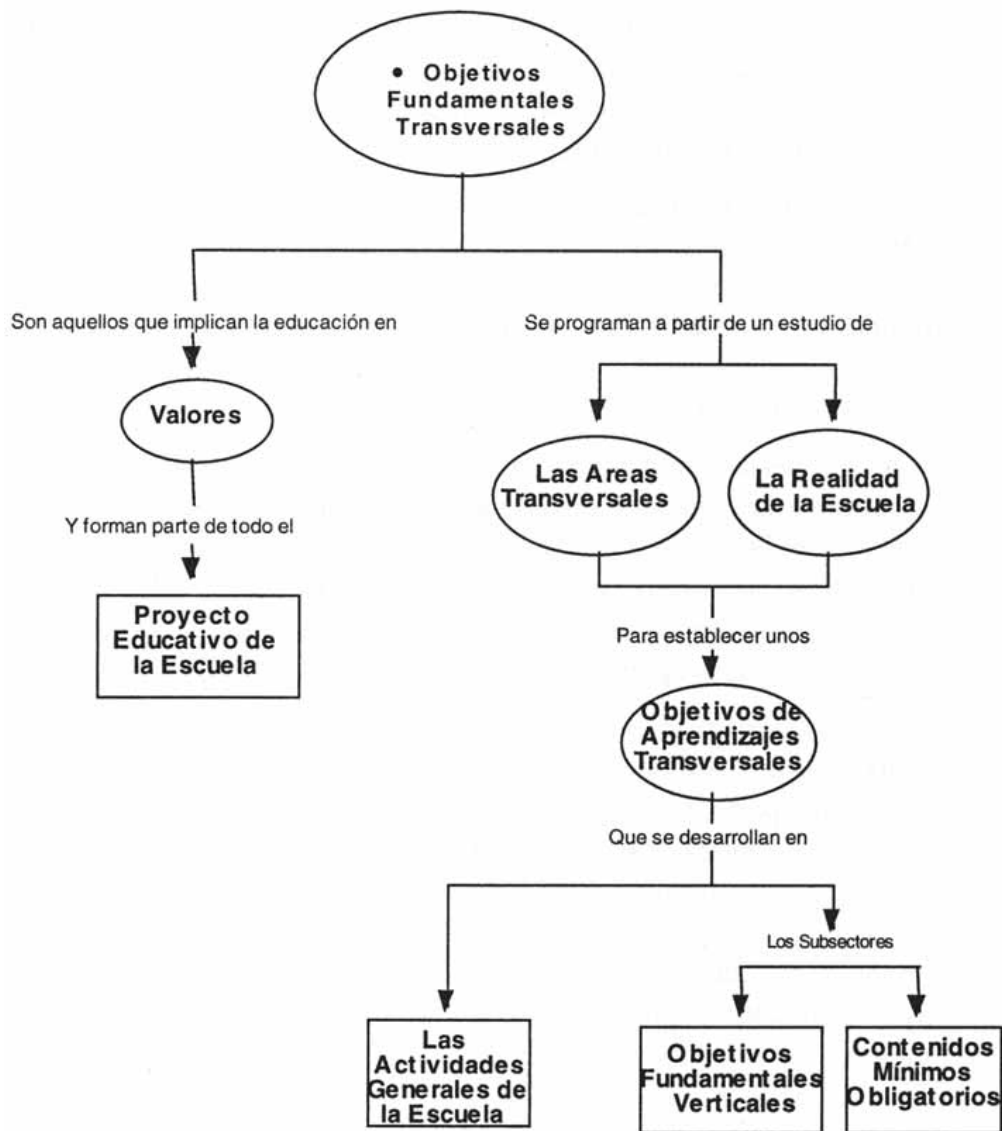 • Objetivos
Fundamentales
Transversales
Son aquellos que implican la educación en
Valores
Y forman parte de todo el
Proyecto
Educativo de
la Escuela
Se programan a partir de un estudio de
Las Areas
Transversales
La Realidad
de la Escuela
Para establecer unos
Objetivos de
Aprendizajes
Transversales
Que se desarrollan en
Las
Actividades
Generales de
la Escuela
Los Subsectores
Objetivos
Fundamentales
Verticales
Contenidos
Mínimos
Obligatorios